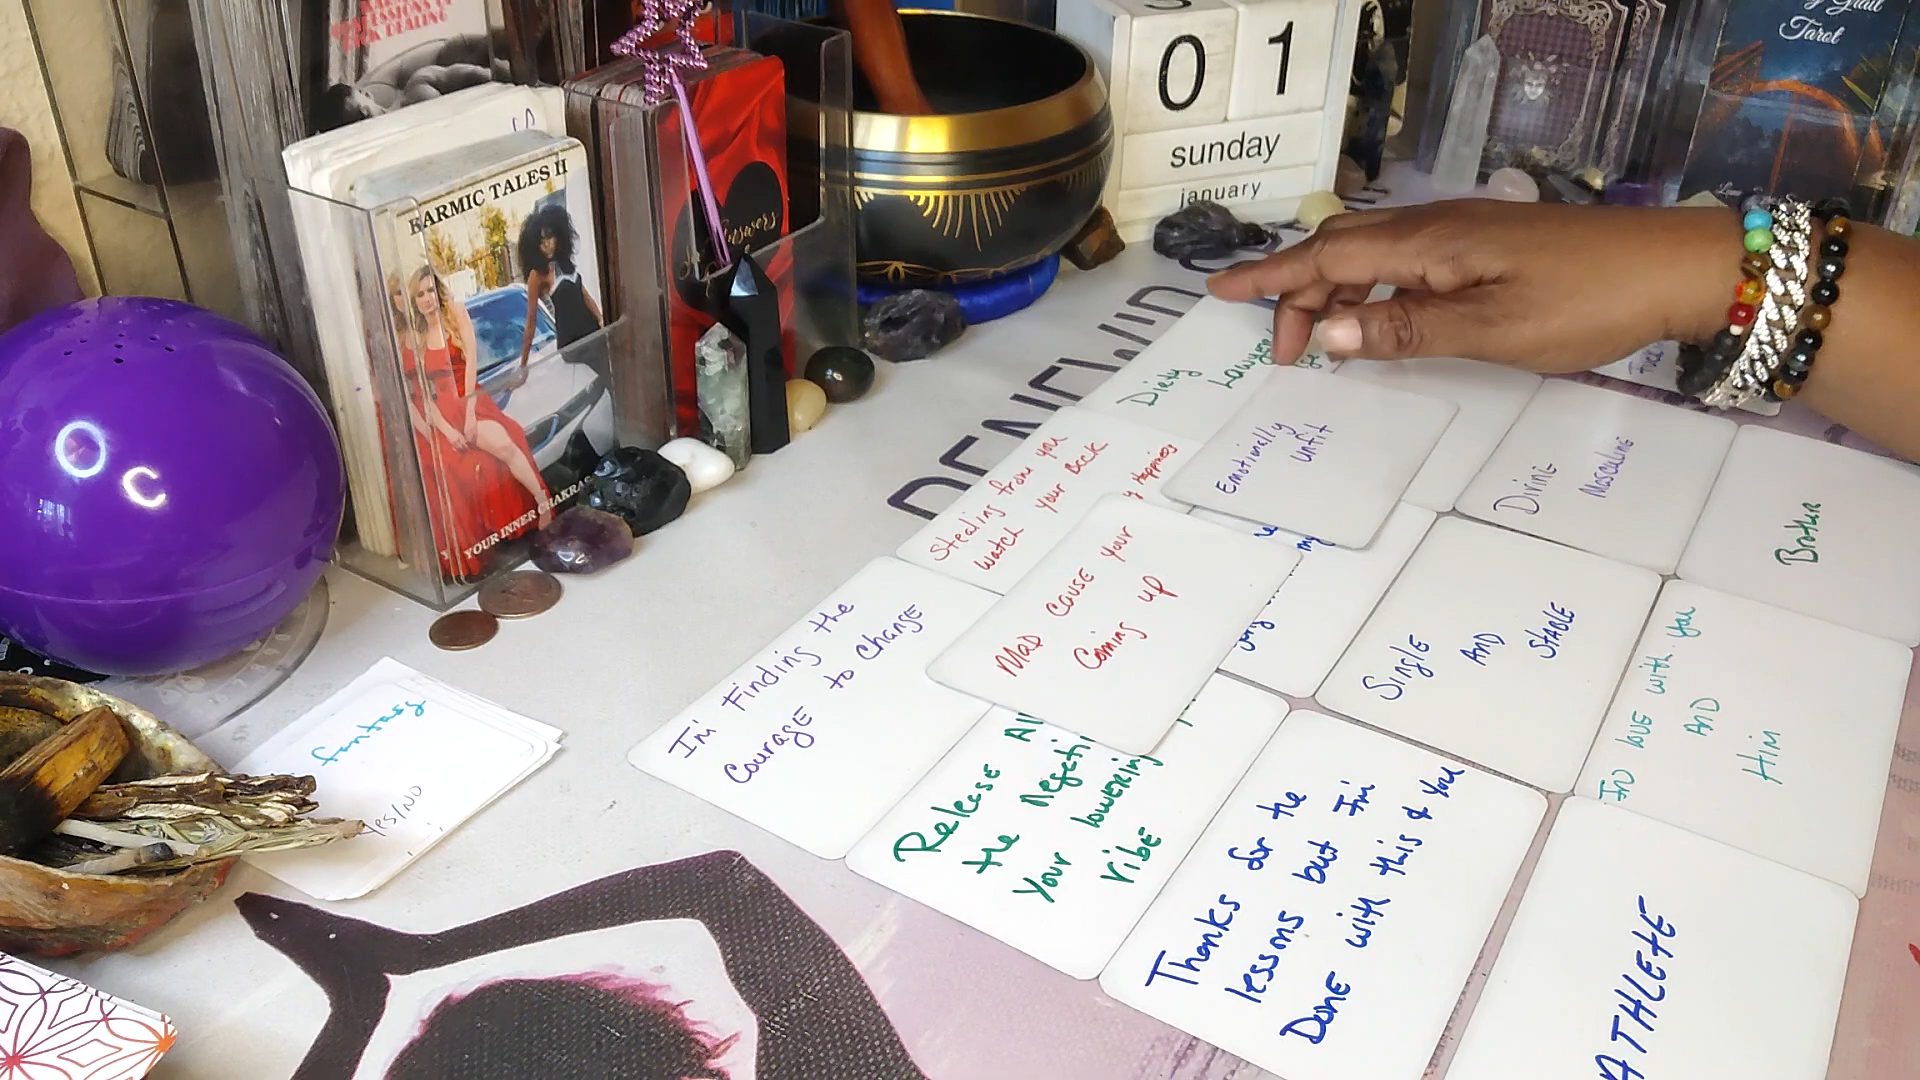 KARMIC TALES II
YOUR INNER CHAKRAS
Answers
0 1
sunday
january
Tarot
Diety
Emotionally
unfit
Stealing from you
watch your back
Happiness
Mad cause your
Coming up
I'm Finding the
Courage to change
Release All
the negati
Your lowering
vibe
Thanks for the
lessons but I'm
Done with this & you
Single
AND
STABLE
Divine
Masculine
Brother
In love with you
AND
Him
ATHLETE
fantasy
Yes/No